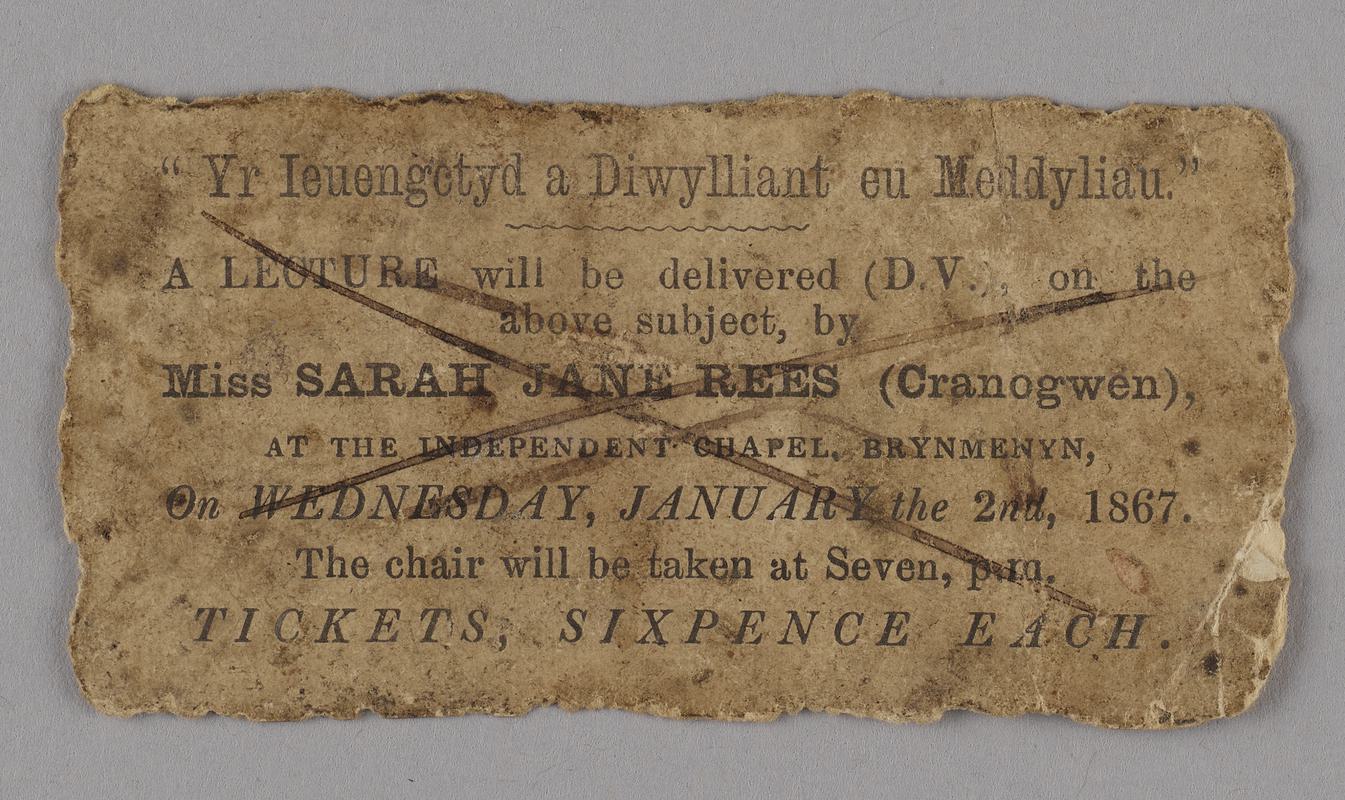 “ Yr Ieuengctyd a Diwylliant eu Meddyliau.”
A LECTURE will be delivered (D.V.), on the
above subject, by
Miss SARAH JANE REES (Cranogwen),
AT THE INDEPENDENT CHAPEL, BRYNMENYN,
On WEDNESDAY, JANUARY the 2nd, 1867.
The chair will be taken at Seven, p.m.
TICKETS, SIXPENCE EACH.